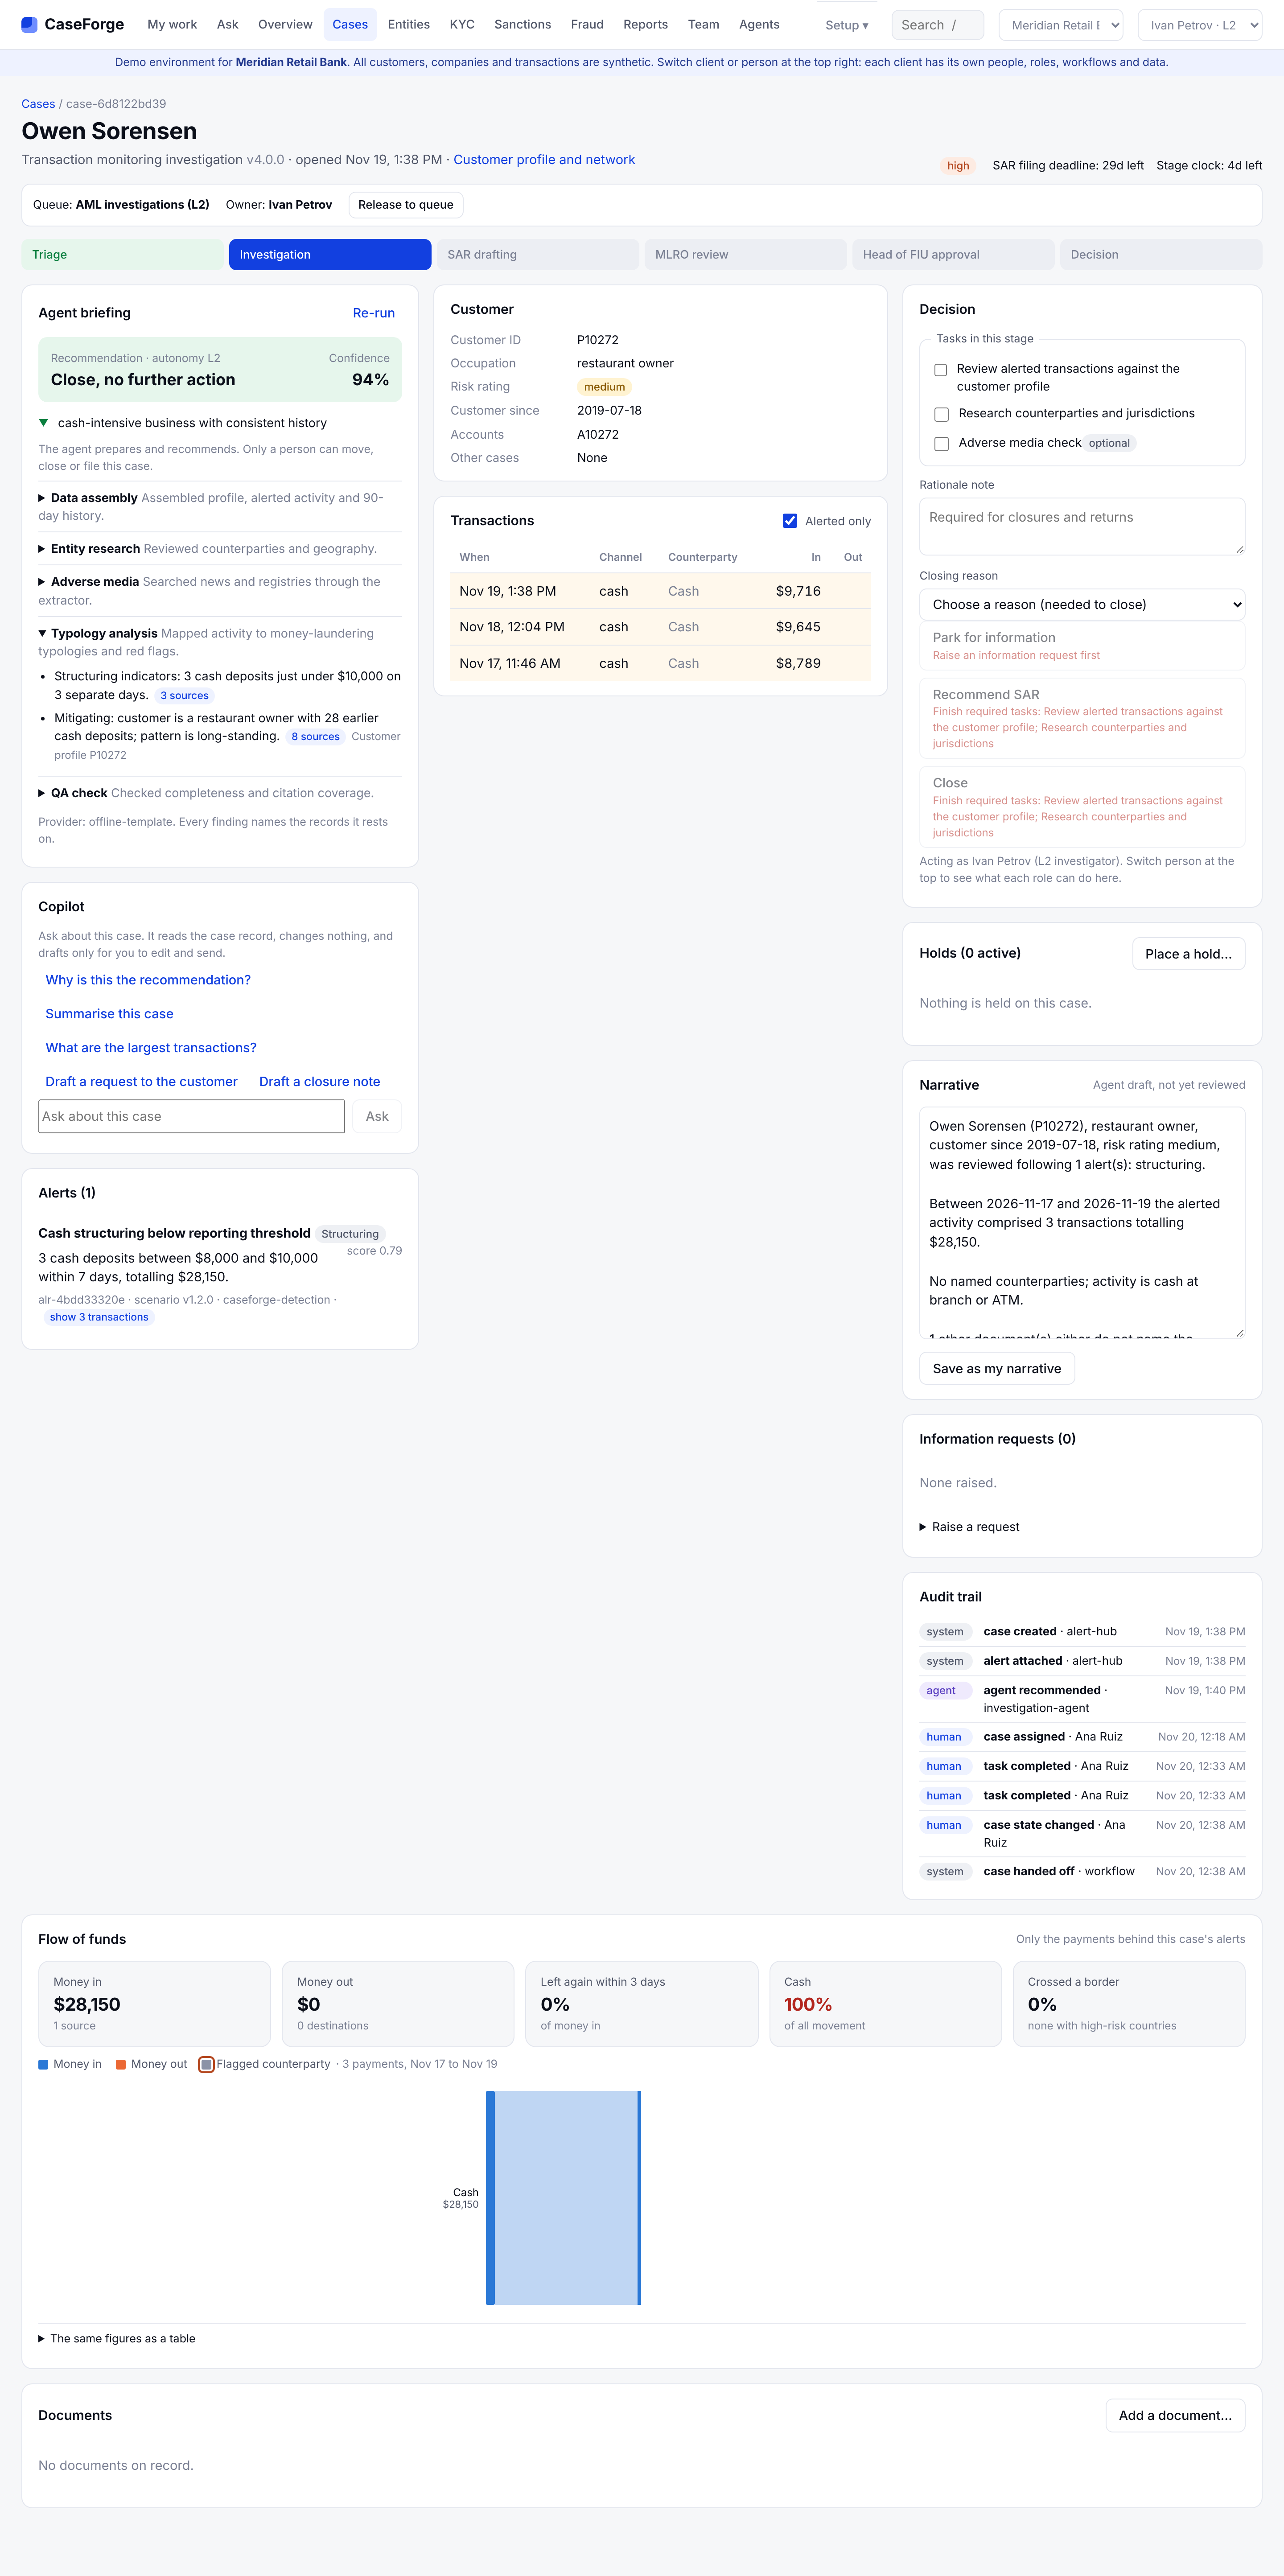 CaseForge
My work
Ask
Overview
Cases
Entities
KYC
Sanctions
Fraud
Reports
Team
Agents
Setup ▾
Search /
Meridian Retail
Ivan Petrov · L2
Demo environment for Meridian Retail Bank. All customers, companies and transactions are synthetic. Switch client or person at the top right: each client has its own people, roles, workflows and data.
Cases / case-6d8122bd39
Owen Sorensen
Transaction monitoring investigation v4.0.0 · opened Nov 19, 1:38 PM · Customer profile and network
high
SAR filing deadline: 29d left
Stage clock: 4d left
Queue: AML investigations (L2)
Owner: Ivan Petrov
Release to queue
Triage
Investigation
SAR drafting
MLRO review
Head of FIU approval
Decision
Agent briefing
Re-run
Recommendation · autonomy L2
Confidence
Close, no further action
94%
▼ cash-intensive business with consistent history
The agent prepares and recommends. Only a person can move,
close or file this case.
▶ Data assembly Assembled profile, alerted activity and 90-
day history.
▶ Entity research Reviewed counterparties and geography.
▶ Adverse media Searched news and registries through the
extractor.
▼ Typology analysis Mapped activity to money-laundering
typologies and red flags.
• Structuring indicators: 3 cash deposits just under $10,000 on
3 separate days. 3 sources
• Mitigating: customer is a restaurant owner with 28 earlier
cash deposits; pattern is long-standing. 8 sources Customer
profile P10272
▶ QA check Checked completeness and citation coverage.
Provider: offline-template. Every finding names the records it rests
on.
Copilot
Ask about this case. It reads the case record, changes nothing, and
drafts only for you to edit and send.
Why is this the recommendation?
Summarise this case
What are the largest transactions?
Draft a request to the customer
Draft a closure note
Ask about this case
Ask
Alerts (1)
Cash structuring below reporting threshold Structuring
score 0.79
3 cash deposits between $8,000 and $10,000
within 7 days, totalling $28,150.
alr-4bdd33320e · scenario v1.2.0 · caseforge-detection ·
show 3 transactions
Customer
Customer ID P10272
Occupation restaurant owner
Risk rating medium
Customer since 2019-07-18
Accounts A10272
Other cases None
Transactions
Alerted only
When Channel Counterparty In Out
Nov 19, 1:38 PM cash Cash $9,716
Nov 18, 12:04 PM cash Cash $9,645
Nov 17, 11:46 AM cash Cash $8,789
Decision
Tasks in this stage
Review alerted transactions against the
customer profile
Research counterparties and jurisdictions
Adverse media check optional
Rationale note
Required for closures and returns
Closing reason
Choose a reason (needed to close)
Park for information
Raise an information request first
Recommend SAR
Finish required tasks: Review alerted transactions against
the customer profile; Research counterparties and
jurisdictions
Close
Finish required tasks: Review alerted transactions against
the customer profile; Research counterparties and
jurisdictions
Acting as Ivan Petrov (L2 investigator). Switch person at the
top to see what each role can do here.
Holds (0 active)
Place a hold...
Nothing is held on this case.
Narrative
Agent draft, not yet reviewed
Owen Sorensen (P10272), restaurant owner,
customer since 2019-07-18, risk rating medium,
was reviewed following 1 alert(s): structuring.
Between 2026-11-17 and 2026-11-19 the alerted
activity comprised 3 transactions totalling
$28,150.
No named counterparties; activity is cash at
branch or ATM.
1 other document(s) either do not name the
Save as my narrative
Information requests (0)
None raised.
▶ Raise a request
Audit trail
system case created · alert-hub Nov 19, 1:38 PM
system alert attached · alert-hub Nov 19, 1:38 PM
agent agent recommended · Nov 19, 1:40 PM
investigation-agent
human case assigned · Ana Ruiz Nov 20, 12:18 AM
human task completed · Ana Ruiz Nov 20, 12:33 AM
human task completed · Ana Ruiz Nov 20, 12:33 AM
human case state changed · Ana Nov 20, 12:38 AM
Ruiz
system case handed off · workflow Nov 20, 12:38 AM
Flow of funds
Only the payments behind this case's alerts
Money in
$28,150
1 source
Money out
$0
0 destinations
Left again within 3 days
0%
of money in
Cash
100%
of all movement
Crossed a border
0%
none with high-risk countries
Money in
Money out
Flagged counterparty · 3 payments, Nov 17 to Nov 19
Cash
$28,150
▶ The same figures as a table
Documents
Add a document...
No documents on record.